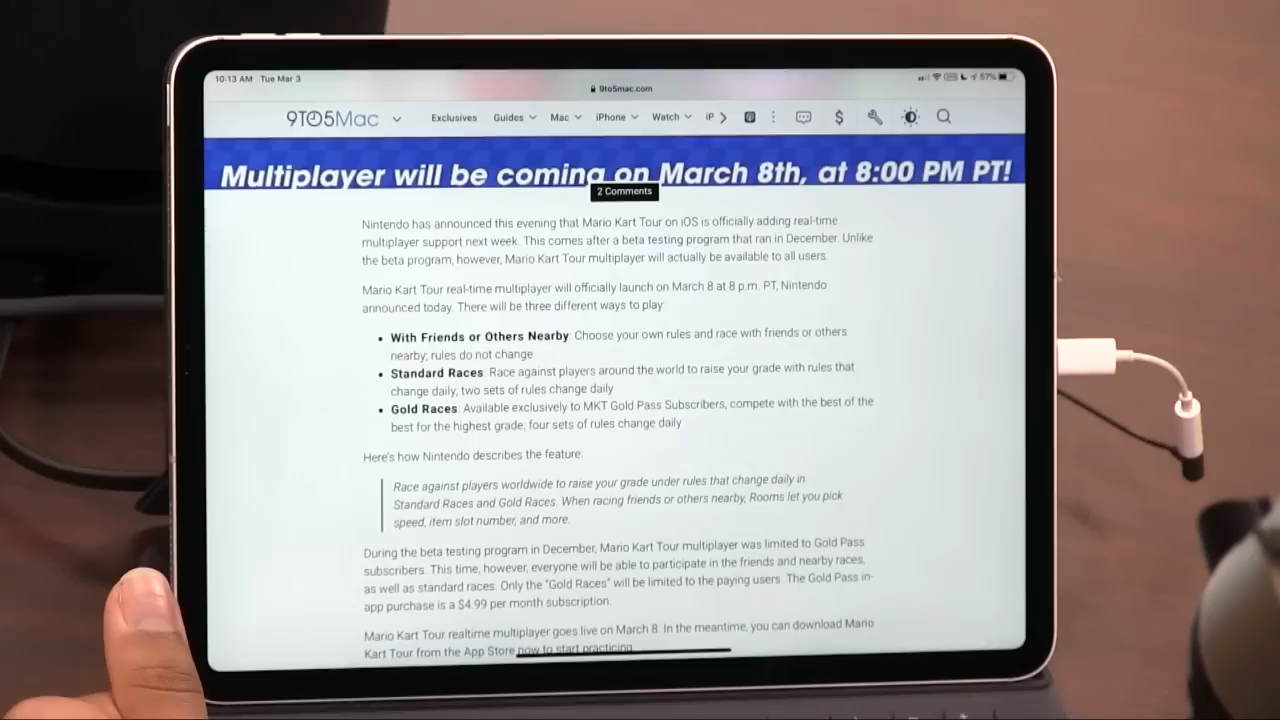 10:13 AM Tue Mar 3
57%
9to5mac.com
9TO5Mac Exclusives Guides Mac iPhone Watch iP
Multiplayer will be coming on March 8th, at 8:00 PM PT!
2 Comments
Nintendo has announced this evening that Mario Kart Tour on iOS is officially adding real-time
multiplayer support next week. This comes after a beta testing program that ran in December. Unlike
the beta program, however, Mario Kart Tour multiplayer will actually be available to all users.
Mario Kart Tour real-time multiplayer will officially launch on March 8 at 8 p.m. PT, Nintendo
announced today. There will be three different ways to play:
• With Friends or Others Nearby: Choose your own rules and race with friends or others
nearby; rules do not change
• Standard Races: Race against players around the world to raise your grade with rules that
change daily; two sets of rules change daily
• Gold Races: Available exclusively to MKT Gold Pass Subscribers, compete with the best of the
best for the highest grade; four sets of rules change daily
Here's how Nintendo describes the feature:
Race against players worldwide to raise your grade under rules that change daily in
Standard Races and Gold Races. When racing friends or others nearby, Rooms let you pick
speed, item slot number, and more.
During the beta testing program in December, Mario Kart Tour multiplayer was limited to Gold Pass
subscribers. This time, however, everyone will be able to participate in the friends and nearby races,
as well as standard races. Only the "Gold Races" will be limited to the paying users. The Gold Pass in-
app purchase is a $4.99 per month subscription.
Mario Kart Tour realtime multiplayer goes live on March 8. In the meantime, you can download Mario
Kart Tour from the App Store now to start practicing.